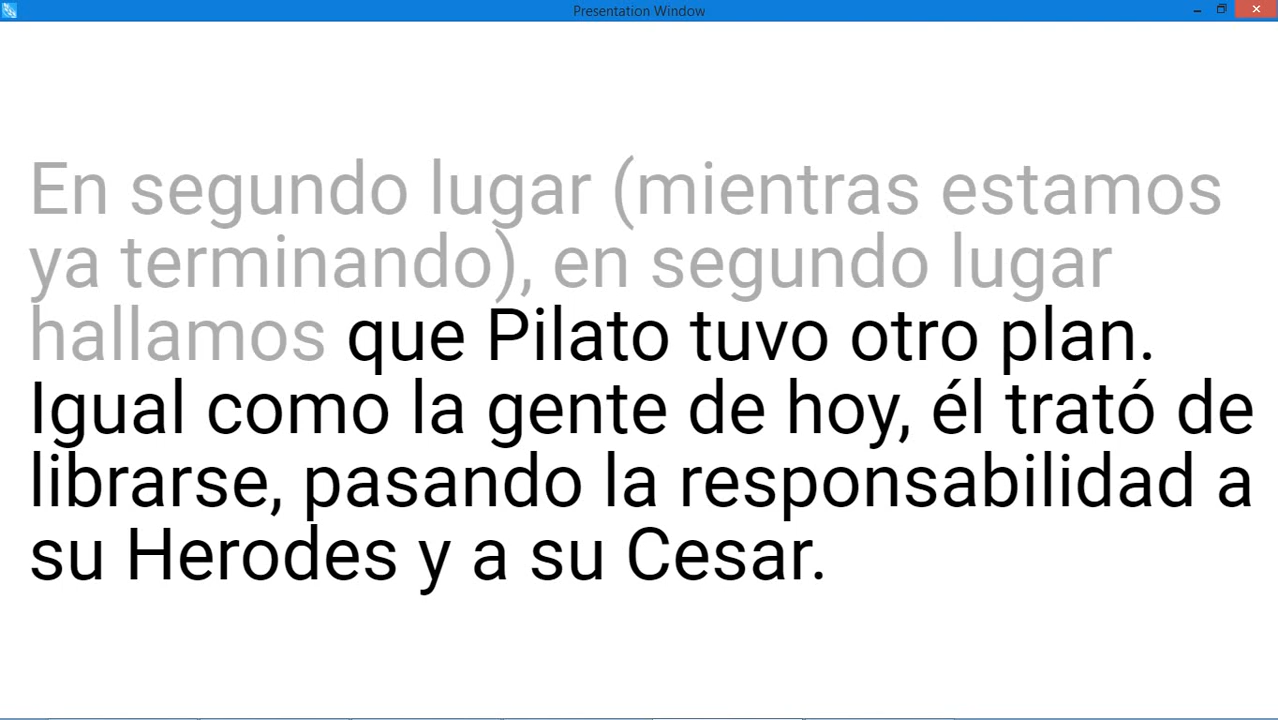 Presentation Window
En segundo lugar (mientras estamos
ya terminando), en segundo lugar
hallamos que Pilato tuvo otro plan.
Igual como la gente de hoy, él trató de
librarse, pasando la responsabilidad a
su Herodes y a su Cesar.